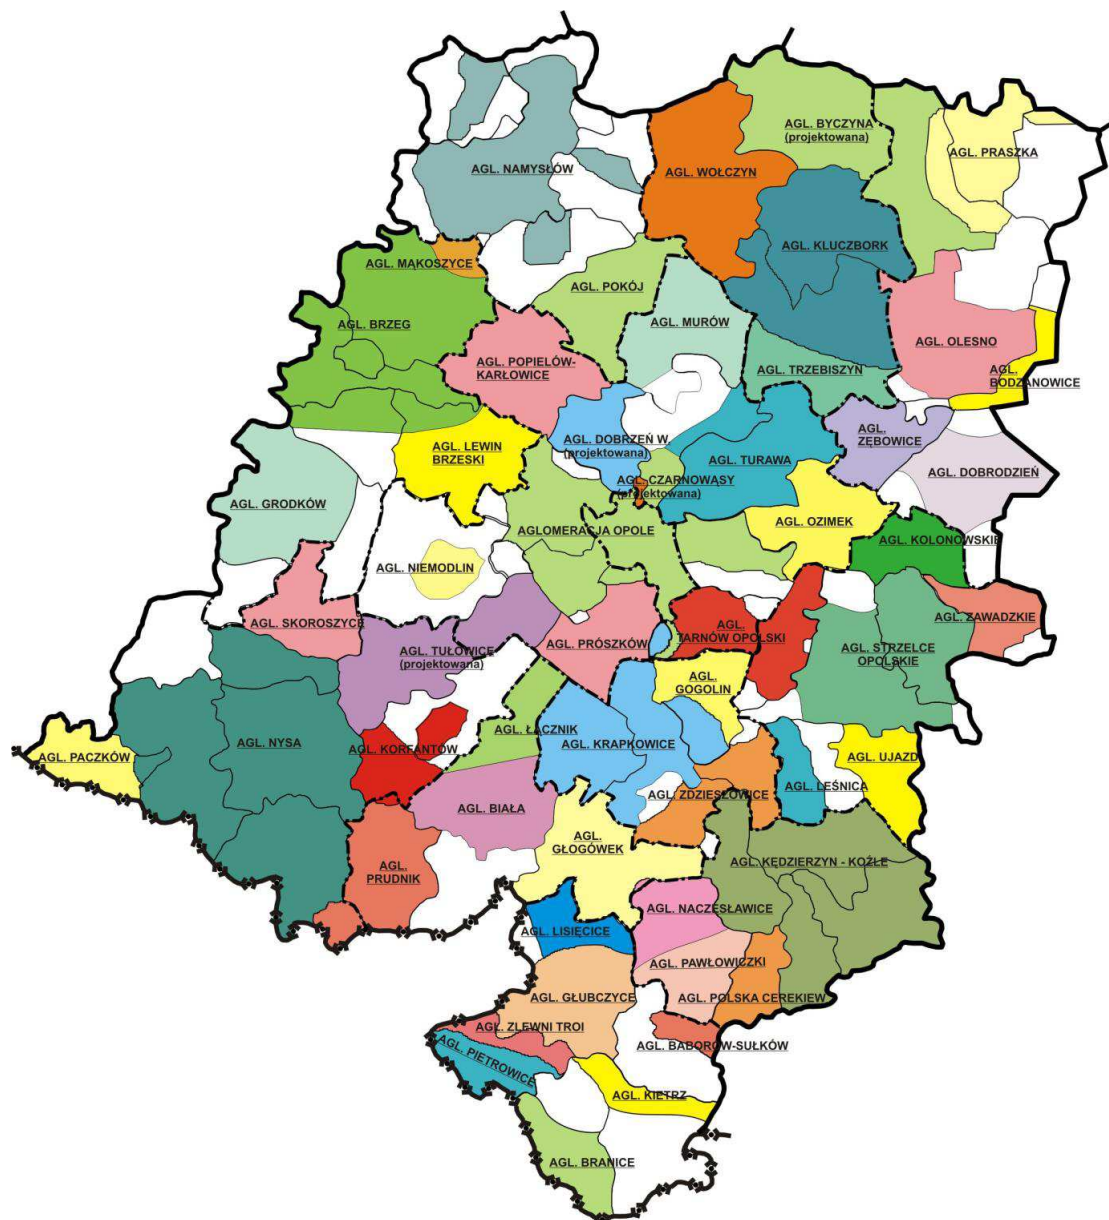 AGL. BYCZYNA
(projektowana)
AGL. PRASZKA
AGL. NAMYSŁÓW
AGL. WOŁCZYN
AGL. KLUCZBORK
AGL. MĄKOSZYCE
AGL. POKÓJ
AGL. BRZEG
AGL. MURÓW
AGL. OLESNO
AGL. POPIELÓW-
KARŁOWICE
AGL. TRZEBISZYN
AGL.
BODZANOWICE
AGL. LEWIN
BRZESKI
AGL. DOBRZEŃ W.
(projektowana)
AGL.
ZĘBOWICE
AGL. TURAWA
AGL. DOBRODZIEŃ
AGL. CZARNOWĄSY
(projektowana)
AGL. GRODKÓW
AGLOMERACJA OPOLE
AGL. OZIMEK
AGL. KOLONOWSKIE
AGL. NIEMODLIN
AGL. SKOROSZYCE
AGL. ZAWADZKIE
AGL.
TARNÓW OPOLSKI
AGL. PRÓSZKÓW
AGL. TUŁOWICE
(projektowana)
AGL. STRZELCE
OPOLSKIE
AGL.
GOGOLIN
AGL. ŁĄCZNIK
AGL. NYSA
AGL. KORFANTÓW
AGL. KRAPKOWICE
AGL. PACZKÓW
AGL. UJAZD
AGL. LEŚNICA
AGL. ZDZIESŁOWICE
AGL. BIAŁA
AGL.
GŁOGÓWEK
AGL.
PRUDNIK
AGL. KĘDZIERZYN - KOŹLE
AGL. NACZĘSŁAWICE
AGL. LISIĘCICE
AGL. PAWŁOWICZKI
AGL. GŁUBCZYCE
AGL. POLSKA CEREKIEW
AGL. ZLEWNI TROI
AGL. BABORÓW-SUŁKÓW
AGL. PIETROWICE
AGL. KIETRZ
AGL. BRANICE